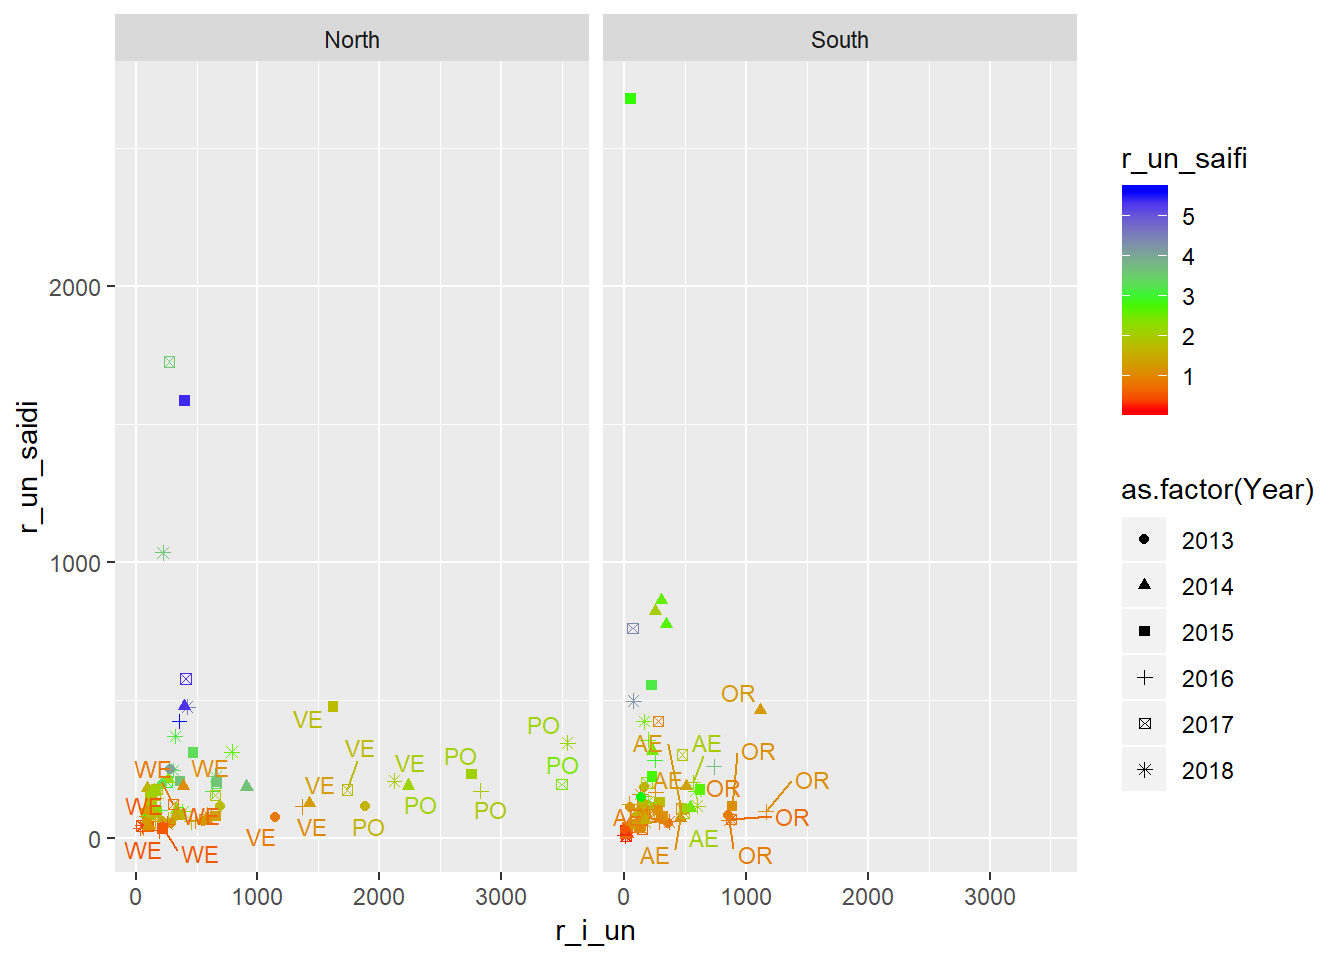 North
South
r_un_saidi
2000
1000
0
OR
PO
VE
VE
AE
AE
OR
PO
VE
PO
WE
WE
AE
VE
OR
OR
WE
PO
PO
WE
VE
PO
AE
OR
VE
AE
WE
WE
AE
OR
0 1000 2000 3000
0 1000 2000 3000
r_i_un
r_un_saifi
5
4
3
2
1
as.factor(Year)
2013
2014
2015
2016
2017
2018